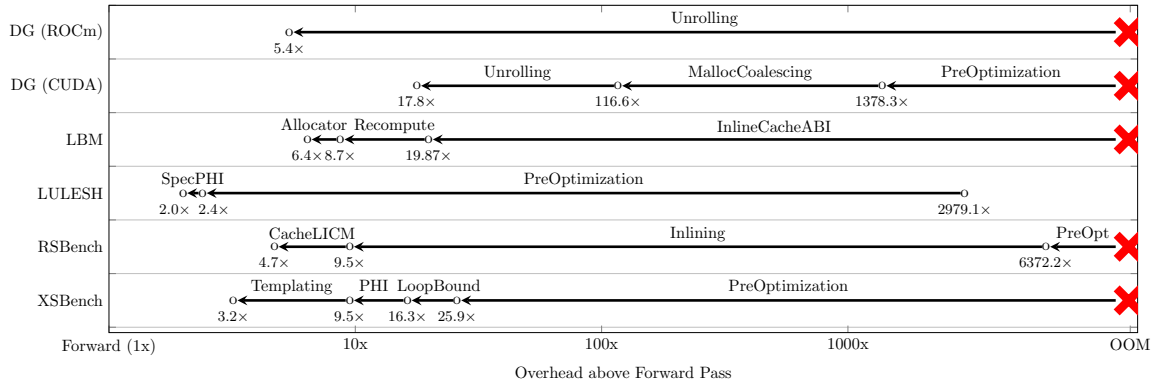 Unrolling
DG (ROCm)
5.4×
Unrolling MallocCoalescing PreOptimization
DG (CUDA)
17.8× 116.6× 1378.3×
Allocator Recompute InlineCacheABI
LBM
6.4× 8.7× 19.87×
SpecPHI PreOptimization
LULESH
2.0× 2.4× 2979.1×
CacheLICM Inlining PreOpt
RSBench
4.7× 9.5× 6372.2×
Templating PHI LoopBound PreOptimization
XSBench
3.2× 9.5× 16.3× 25.9×
Forward (1x) 10x 100x 1000x OOM
Overhead above Forward Pass